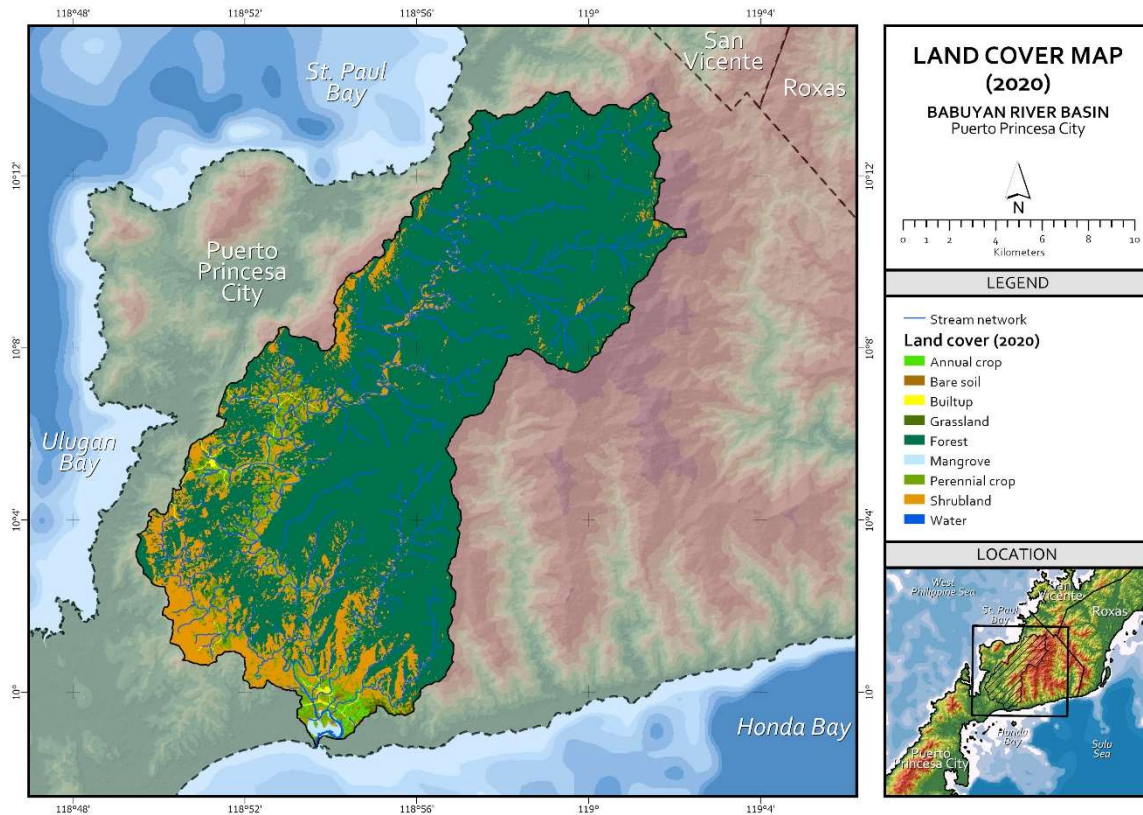 118°48'
118°52'
118°56'
119°
119°4'
St. Paul
Bay
San
Vicente
Roxas
10°12'
10°12'
Puerto
Princesa
City
10°8'
10°8'
Ulugan
Bay
10°4'
10°4'
10°
10°
Honda Bay
118°48'
118°52'
118°56'
119°
119°4'
LAND COVER MAP
(2020)
BABUYAN RIVER BASIN
Puerto Princesa City
N
0 1 2 4 6 8 10
Kilometers
LEGEND
Stream network
Land cover (2020)
Annual crop
Bare soil
Builtup
Grassland
Forest
Mangrove
Perennial crop
Shrubland
Water
LOCATION
West
Philippine Sea
San
Vicente
St. Paul
Bay
Roxas
Honda
Bay
Sulu
Sea
Puerto
Princesa City